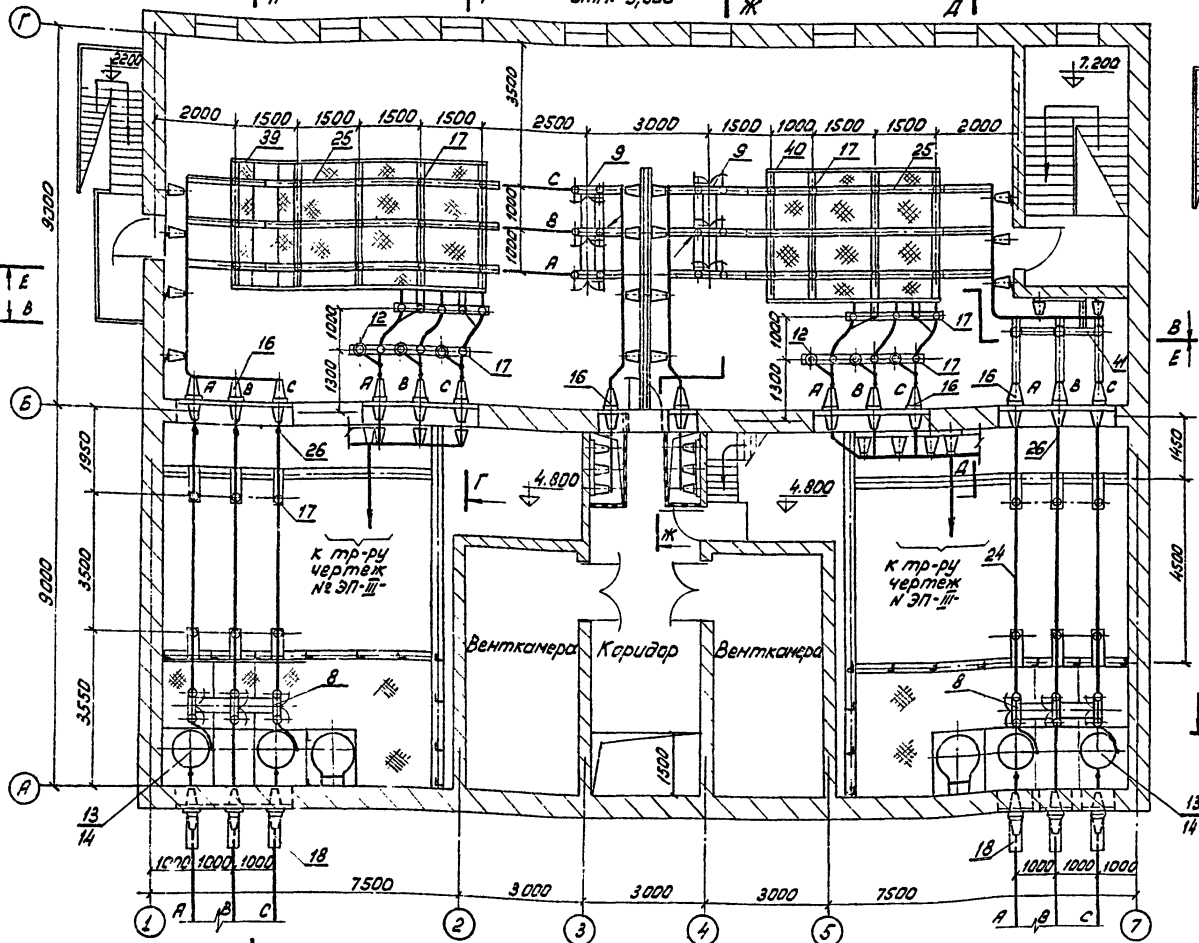 Г
Ж
Д
2200
7.200
3500
2000
1500
1500
1500
1500
2500
3000
1500
1000
1500
1500
2000
39
25
17
9
9
40
17
25
9000
С
В
А
1000
1000
Е
В
В
Е
41
12
17
1000
1300
12
17
1000
1300
16
А
В
С
А
В
С
16
А
В
С
16
16
А
В
С
Б
26
26
1950
1450
17
Г
4.800
4.800
Д
Ж
к тр-ру
чертеж
№ ЭП-III-
к тр-ру
чертеж
№ ЭП-III-
24
3500
4500
9000
Венткамера
Коридор
Венткамера
8
8
3550
1500
А
13
14
13
14
18
18
1000
1000
1000
1000
1000
1000
7500
3000
3000
3000
7500
А
В
С
А
В
С
1
2
3
4
5
7